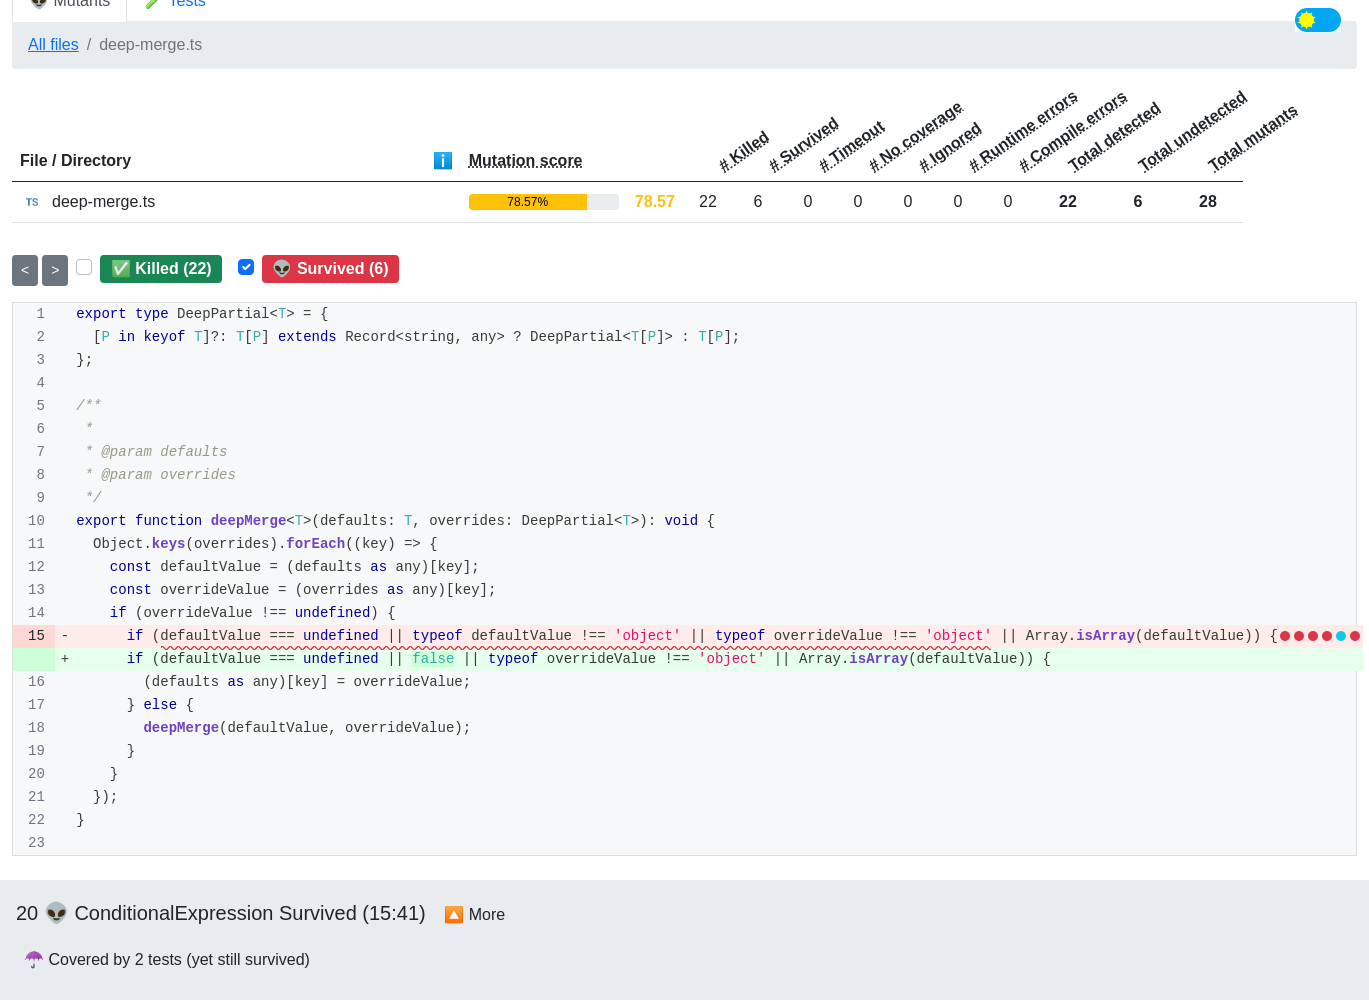 Mutants Tests
All files / deep-merge.ts
File / Directory Mutation score # Killed # Survived # Timeout # No coverage # Ignored # Runtime errors # Compile errors Total detected Total undetected Total mutants
TS deep-merge.ts 78.57% 78.57 22 6 0 0 0 0 0 22 6 28
< > Killed (22) Survived (6)
1 export type DeepPartial<T> = {
2   [P in keyof T]?: T[P] extends Record<string, any> ? DeepPartial<T[P]> : T[P];
3 };
4
5 /**
6  *
7  * @param defaults
8  * @param overrides
9  */
10 export function deepMerge<T>(defaults: T, overrides: DeepPartial<T>): void {
11   Object.keys(overrides).forEach((key) => {
12     const defaultValue = (defaults as any)[key];
13     const overrideValue = (overrides as any)[key];
14     if (overrideValue !== undefined) {
15 -       if (defaultValue === undefined || typeof defaultValue !== 'object' || typeof overrideValue !== 'object' || Array.isArray(defaultValue)) {
+       if (defaultValue === undefined || false || typeof overrideValue !== 'object' || Array.isArray(defaultValue)) {
16         (defaults as any)[key] = overrideValue;
17       } else {
18         deepMerge(defaultValue, overrideValue);
19       }
20     }
21   });
22 }
23
20 ConditionalExpression Survived (15:41) More
Covered by 2 tests (yet still survived)